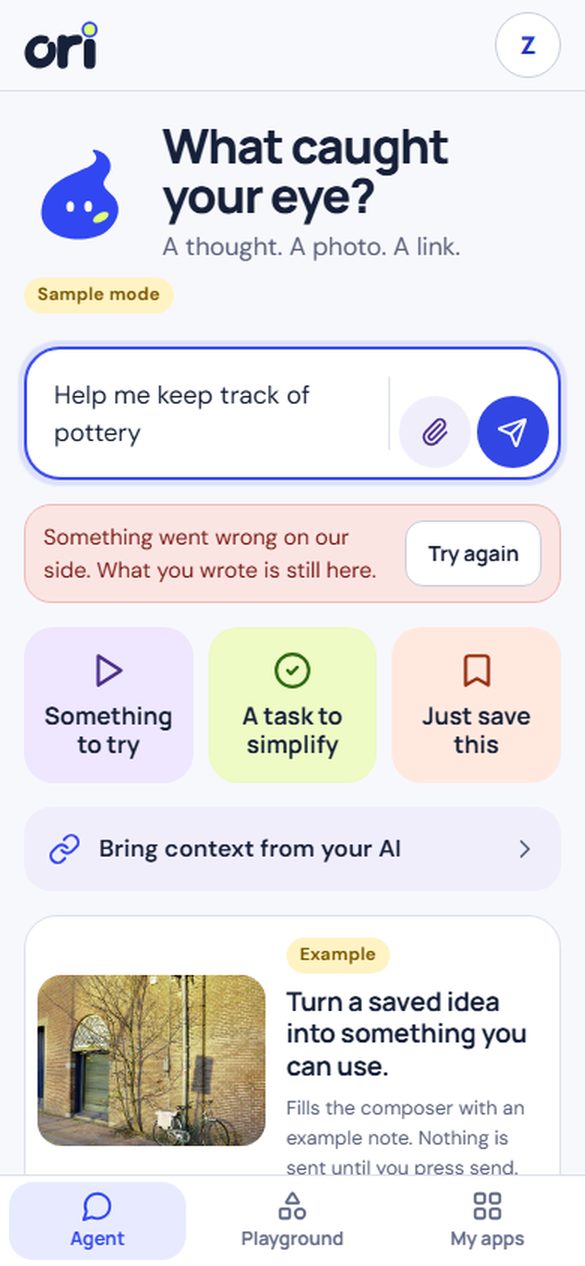 ori
Z
What caught
your eye?
A thought. A photo. A link.
Sample mode
Help me keep track of
pottery
Something went wrong on our
side. What you wrote is still here.
Try again
Something
to try
A task to
simplify
Just save
this
Bring context from your AI
Example
Turn a saved idea
into something you
can use.
Fills the composer with an
example note. Nothing is
sent until you press send.
Agent
Playground
My apps